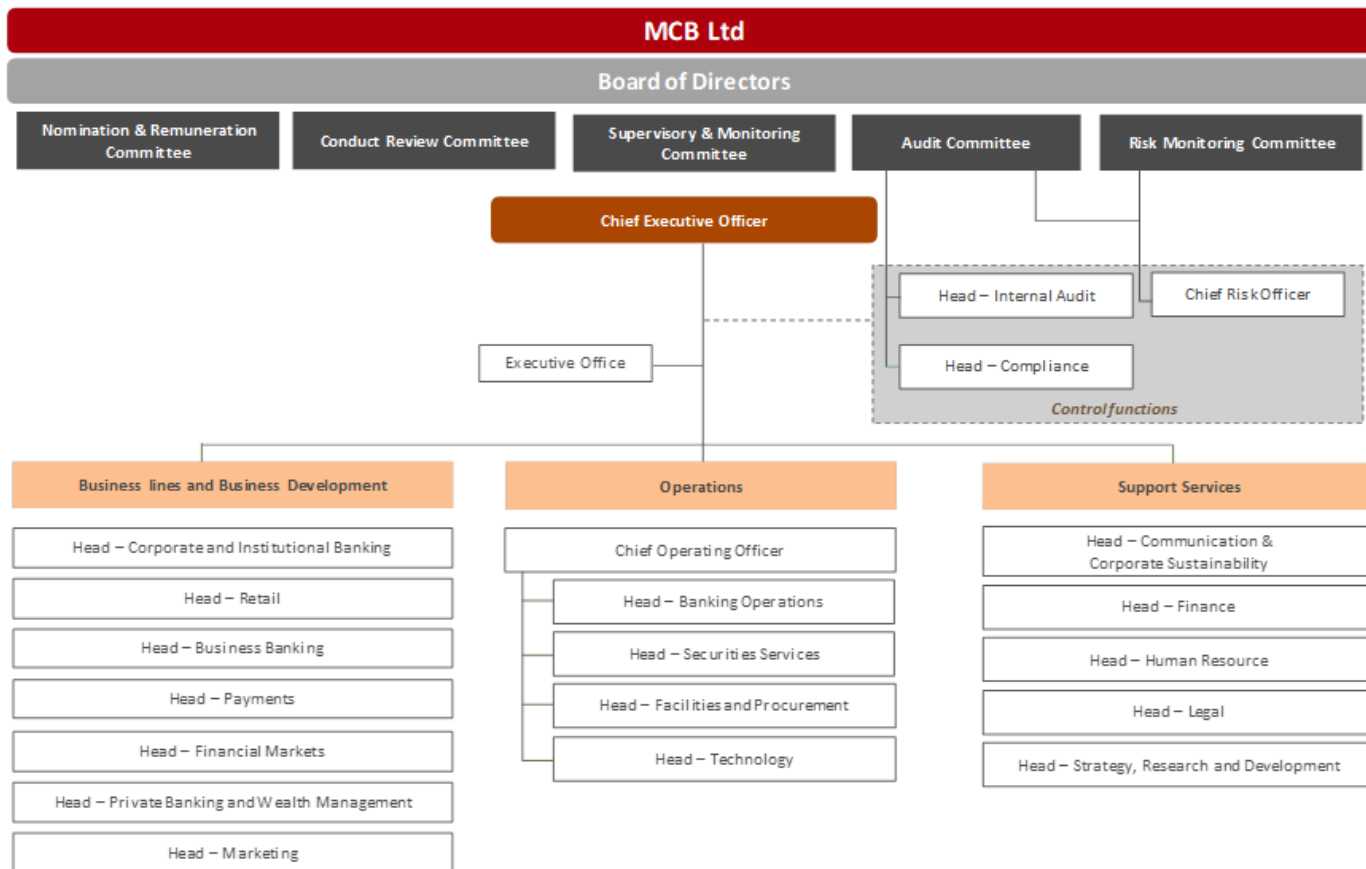 MCB Ltd
Board of Directors
Nomination & Remuneration
Committee
Conduct Review Committee
Supervisory & Monitoring
Committee
Audit Committee
Risk Monitoring Committee
Chief Executive Officer
Head – Internal Audit
Chief Risk Officer
Executive Office
Head – Compliance
Control functions
Business lines and Business Development
Operations
Support Services
Head – Corporate and Institutional Banking
Head – Retail
Head – Business Banking
Head – Payments
Head – Financial Markets
Head – Private Banking and Wealth Management
Head – Marketing
Chief Operating Officer
Head – Banking Operations
Head – Securities Services
Head – Facilities and Procurement
Head – Technology
Head – Communication &
Corporate Sustainability
Head – Finance
Head – Human Resource
Head – Legal
Head – Strategy, Research and Development